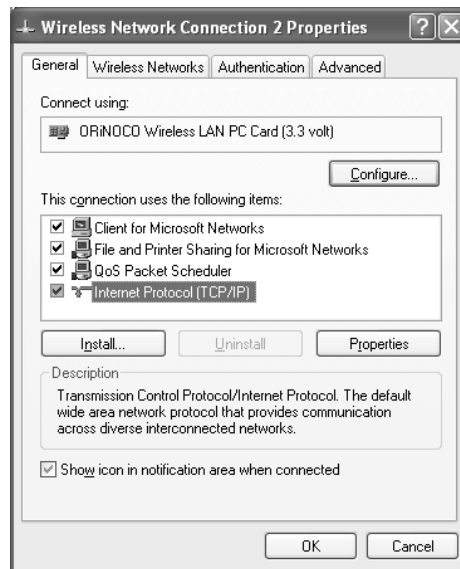 Wireless Network Connection 2 Properties
General Wireless Networks Authentication Advanced
Connect using:
ORiNOCO Wireless LAN PC Card (3.3 volt)
Configure...
This connection uses the following items:
Client for Microsoft Networks
File and Printer Sharing for Microsoft Networks
QoS Packet Scheduler
Internet Protocol (TCP/IP)
Install... Uninstall Properties
Description
Transmission Control Protocol/Internet Protocol. The default
wide area network protocol that provides communication
across diverse interconnected networks.
Show icon in notification area when connected
OK Cancel